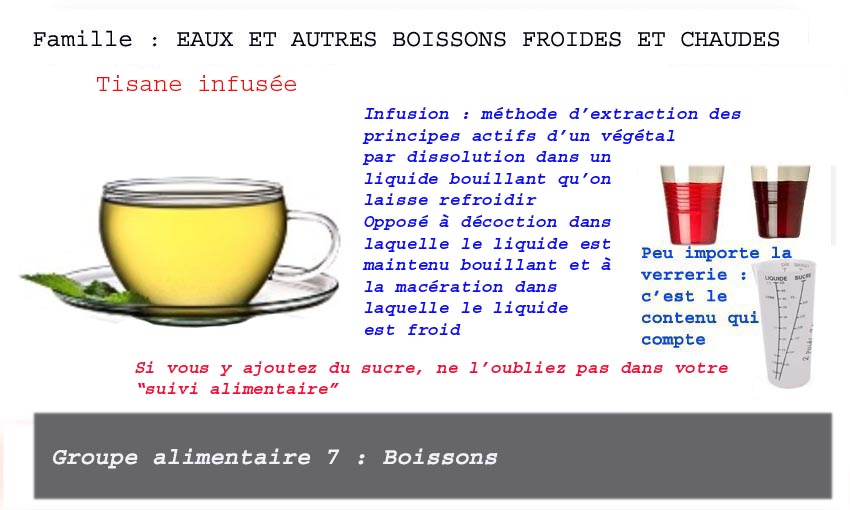 Famille : EAUX ET AUTRES BOISSONS FROIDES ET CHAUDES
Tisane infusée
Infusion : méthode d’extraction des
principes actifs d’un végétal
par dissolution dans un
liquide bouillant qu’on
laisse refroidir
Opposé à décoction dans
laquelle le liquide est
maintenu bouillant et à
la macération dans
laquelle le liquide
est froid
Peu importe la
verrerie :
c’est le
contenu qui
compte
LIQUIDE SUCRE
Si vous y ajoutez du sucre, ne l’oubliez pas dans votre
“suivi alimentaire”
Groupe alimentaire 7 : Boissons